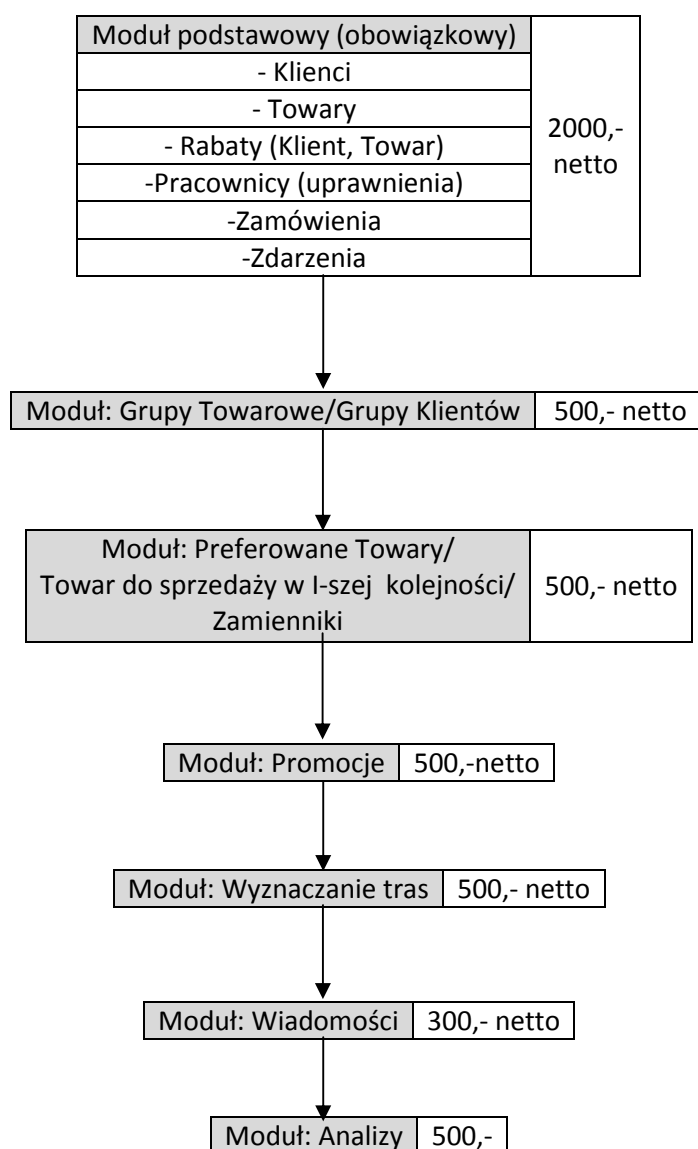 Moduł podstawowy (obowiązkowy)
- Klienci
- Towary
- Rabaty (Klient, Towar)
-Pracownicy (uprawnienia)
-Zamówienia
-Zdarzenia
2000,-
netto
Moduł: Grupy Towarowe/Grupy Klientów 500,- netto
Moduł: Preferowane Towary/
Towar do sprzedaży w I-szej kolejności/
Zamienniki
500,- netto
Moduł: Promocje 500,-netto
Moduł: Wyznaczanie tras 500,- netto
Moduł: Wiadomości 300,- netto
Moduł: Analizy 500,-